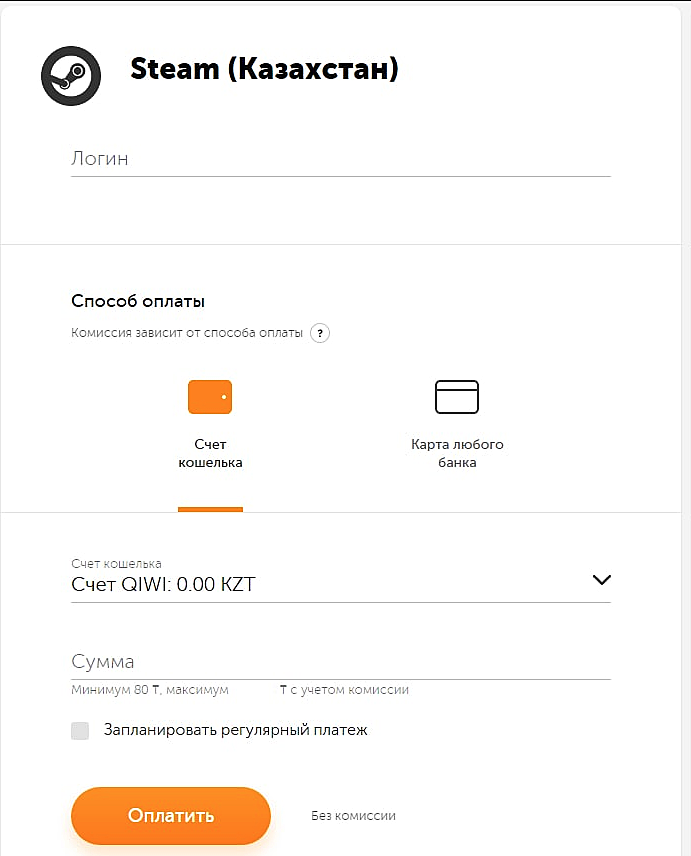 Steam (Казахстан)
Логин
Способ оплаты
Комиссия зависит от способа оплаты ?
Счет
кошелька
Карта любого
банка
Счет кошелька
Счет QIWI: 0.00 KZT
Сумма
Минимум 80 ₸, максимум ₸ с учетом комиссии
Запланировать регулярный платеж
Оплатить
Без комиссии